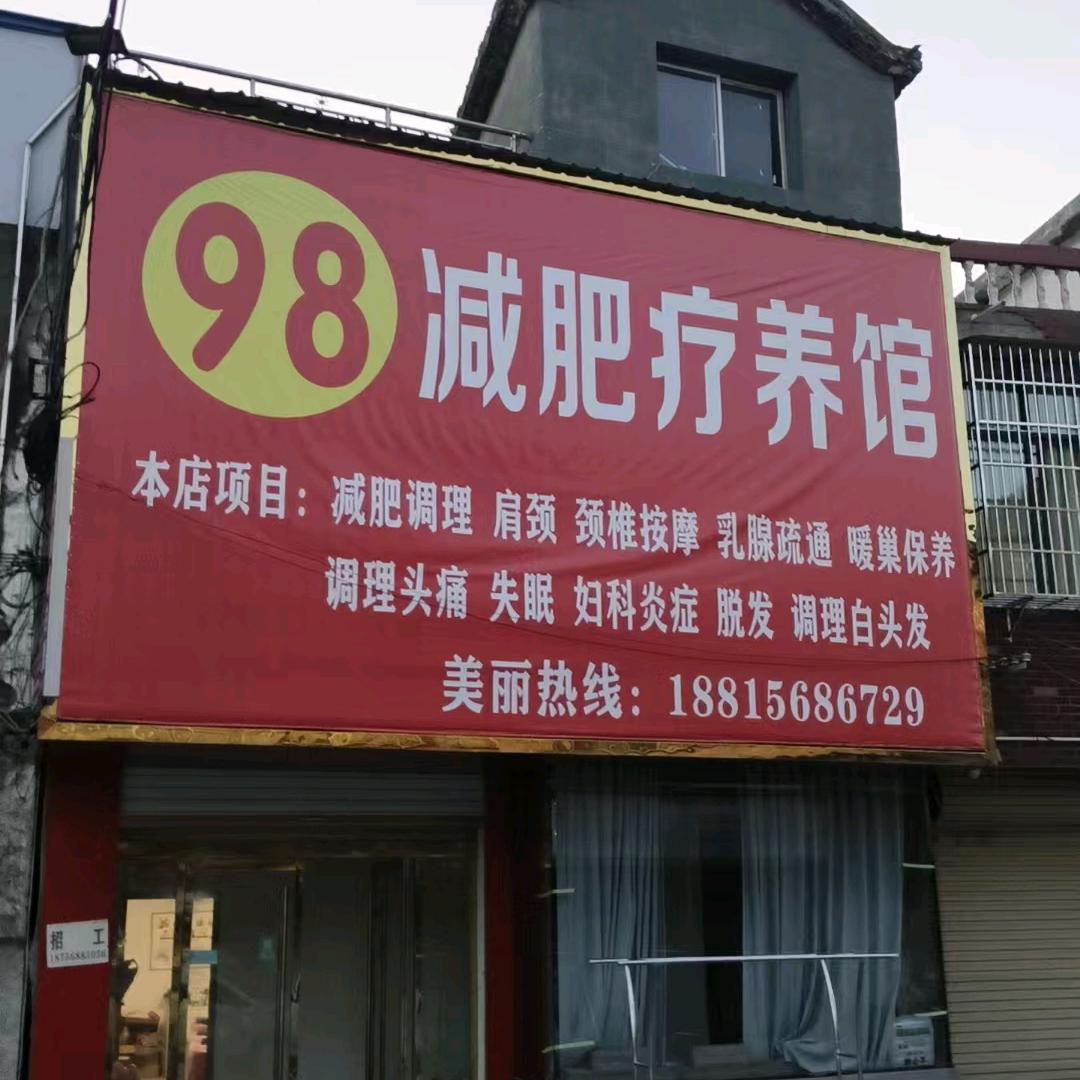 98 减肥疗养馆
本店项目：减肥调理 肩颈 颈椎按摩 乳腺疏通 暖巢保养
调理头痛 失眠 妇科炎症 脱发 调理白头发
美丽热线：18815686729
招 工